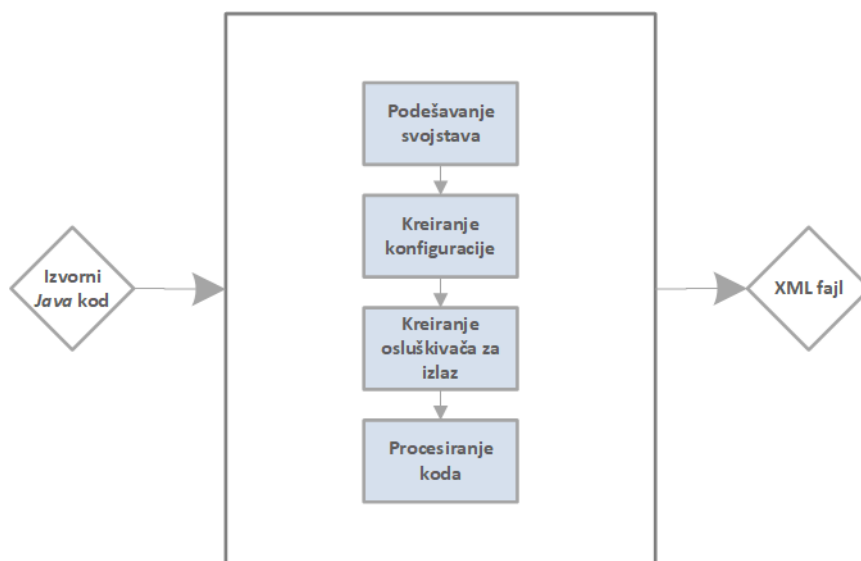 Izvorni
Java kod
Podešavanje
svojstava
Kreiranje
konfiguracije
Kreiranje
osluškivača za
izlaz
Procesiranje
koda
XML fajl